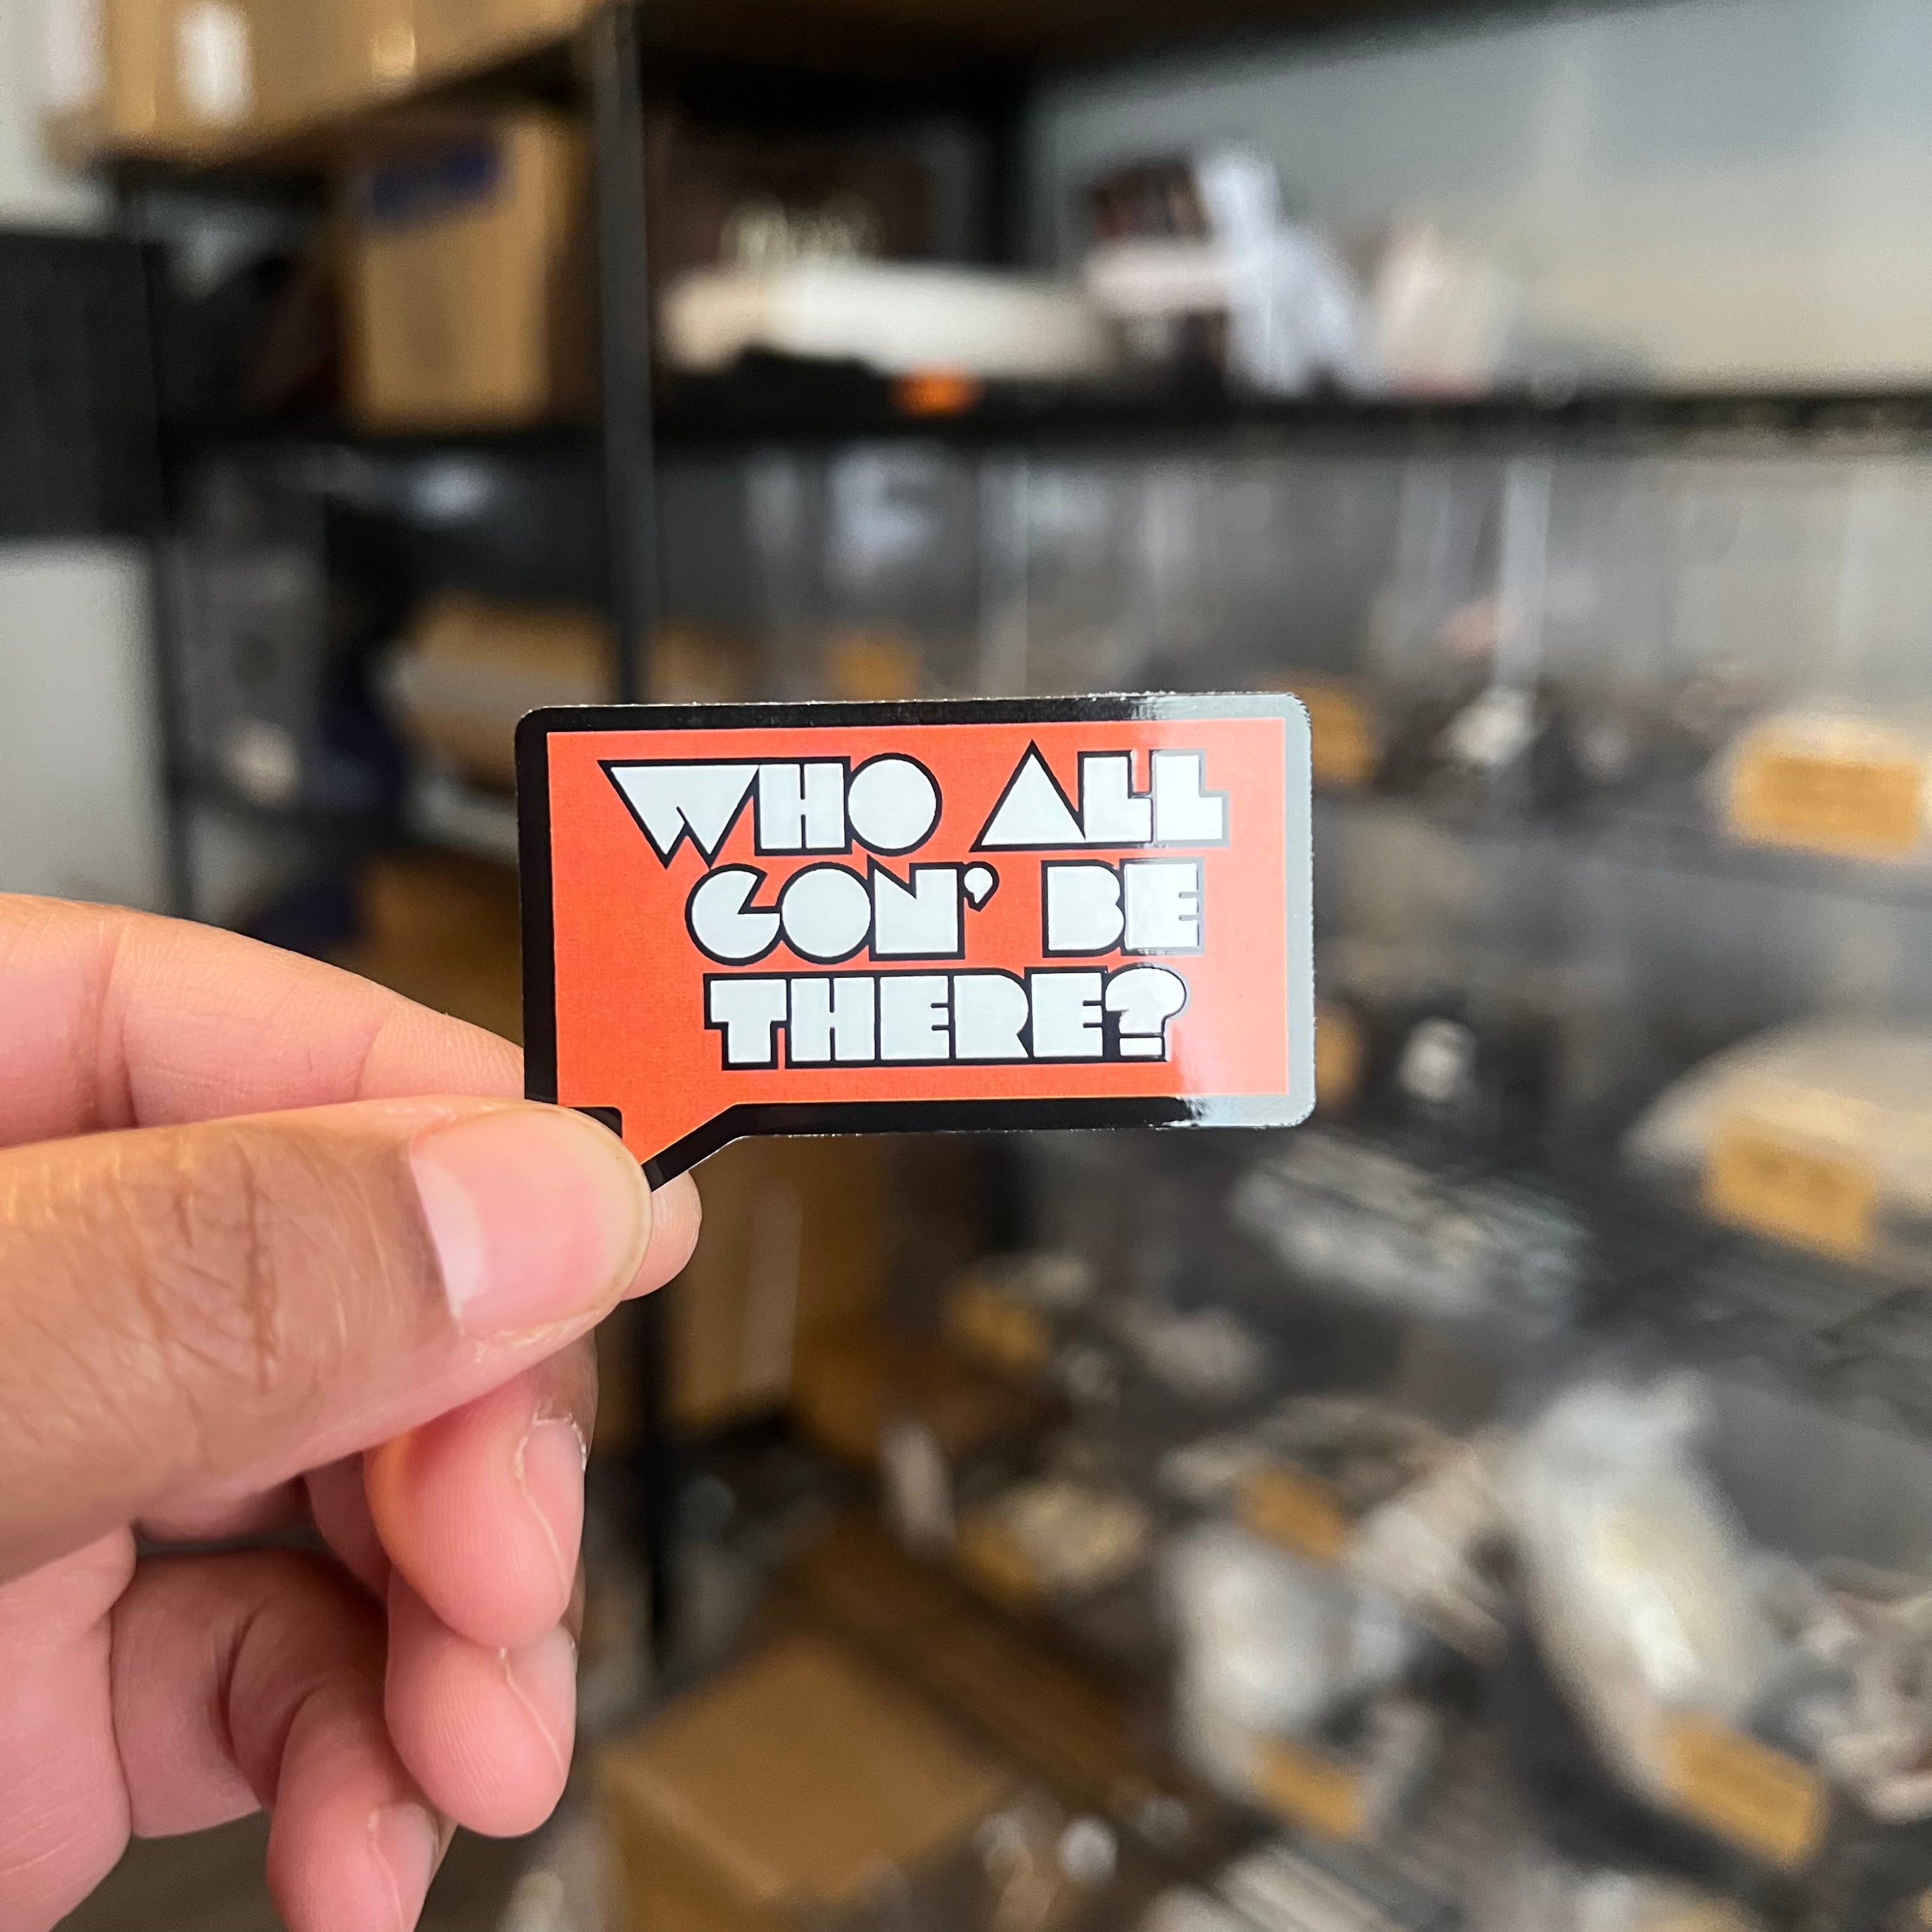 WHO ALL
GON' BE
THERE?